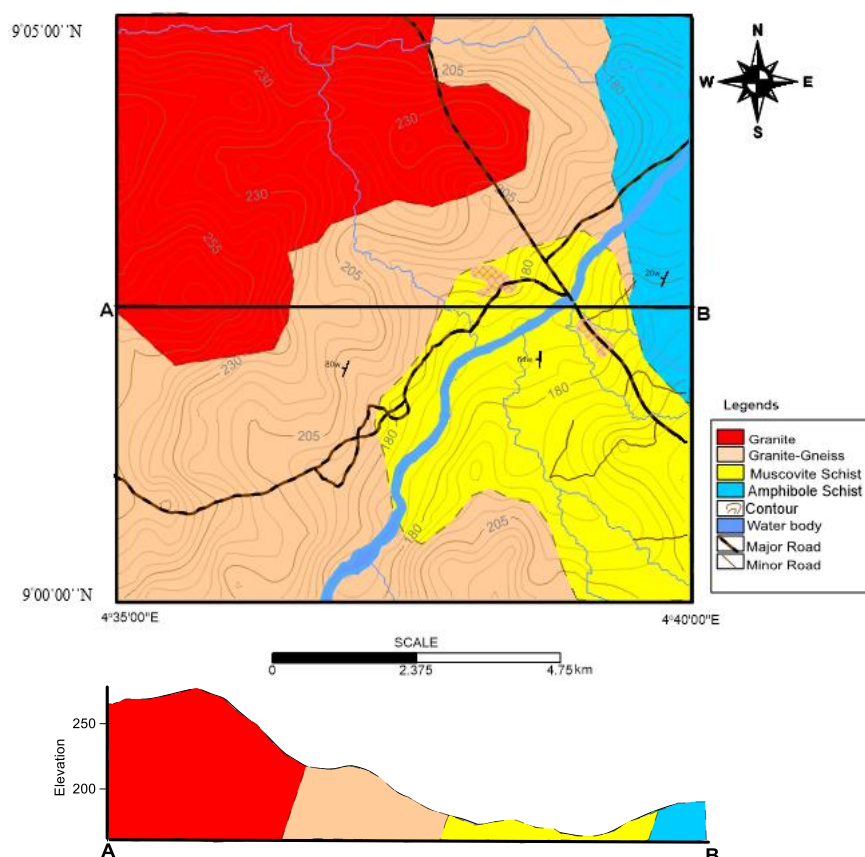 9°05'00''N
N
W E
S
230
205
180
230
230
205
255
205
180
180
20W
A B
230
80W
180
205
180
180
205
9°00'00''N
4°35'00''E 4°40'00''E
Legends
Granite
Granite-Gneiss
Muscovite Schist
Amphibole Schist
Contour
Water body
Major Road
Minor Road
SCALE
0 2.375 4.75km
Elevation
250
200
A B